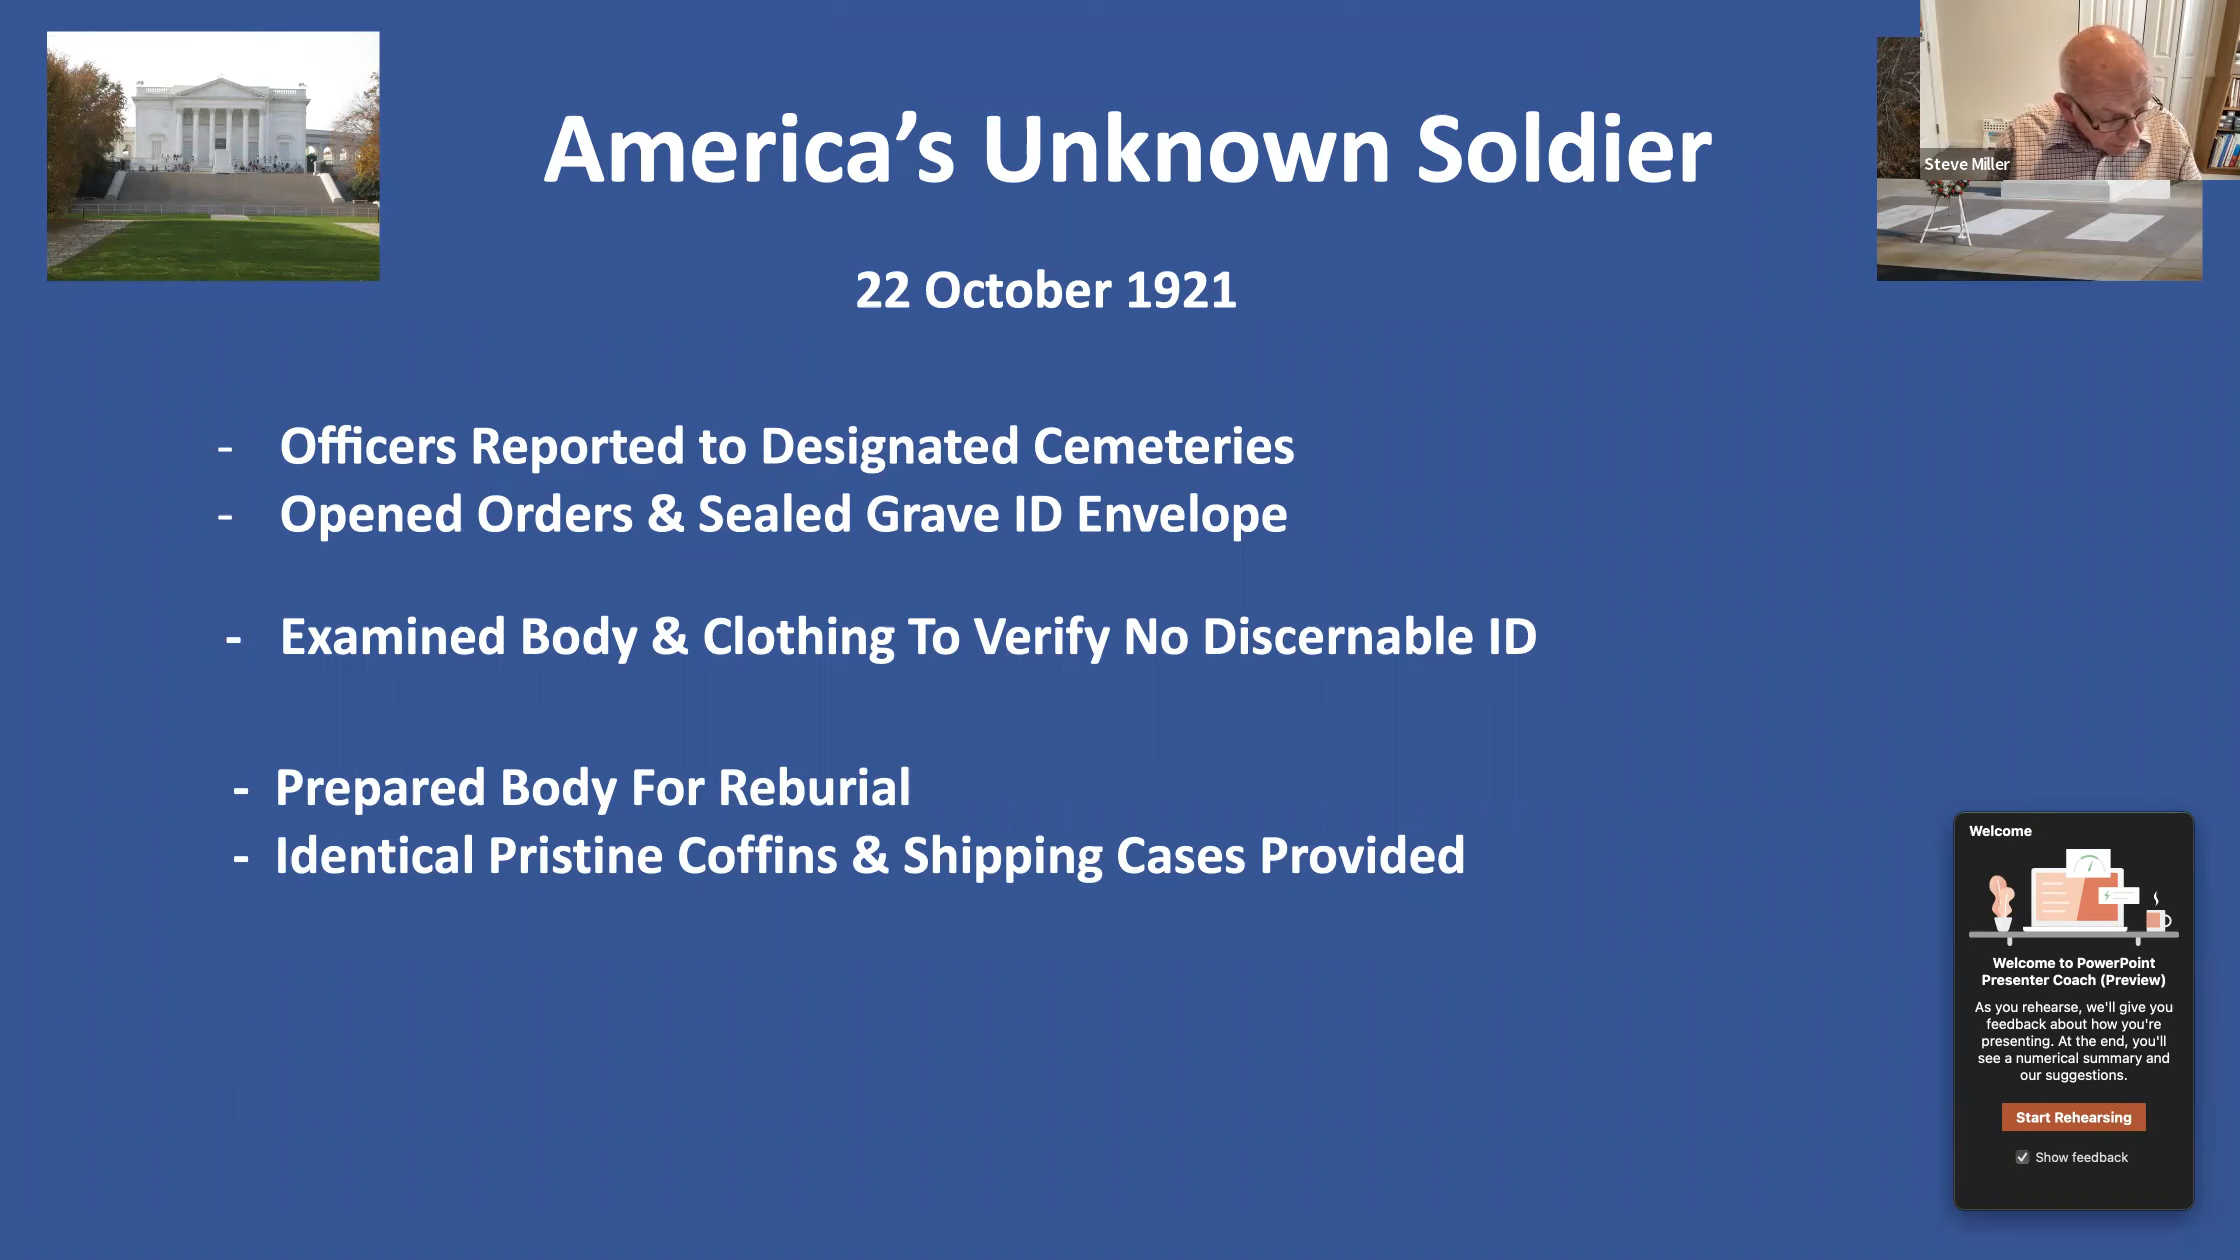 America's Unknown Soldier
Steve Miller
22 October 1921
- Officers Reported to Designated Cemeteries
- Opened Orders & Sealed Grave ID Envelope
- Examined Body & Clothing To Verify No Discernable ID
- Prepared Body For Reburial
- Identical Pristine Coffins & Shipping Cases Provided
Welcome
Welcome to PowerPoint
Presenter Coach (Preview)
As you rehearse, we'll give you
feedback about how you're
presenting. At the end, you'll
see a numerical summary and
our suggestions.
Start Rehearsing
Show feedback